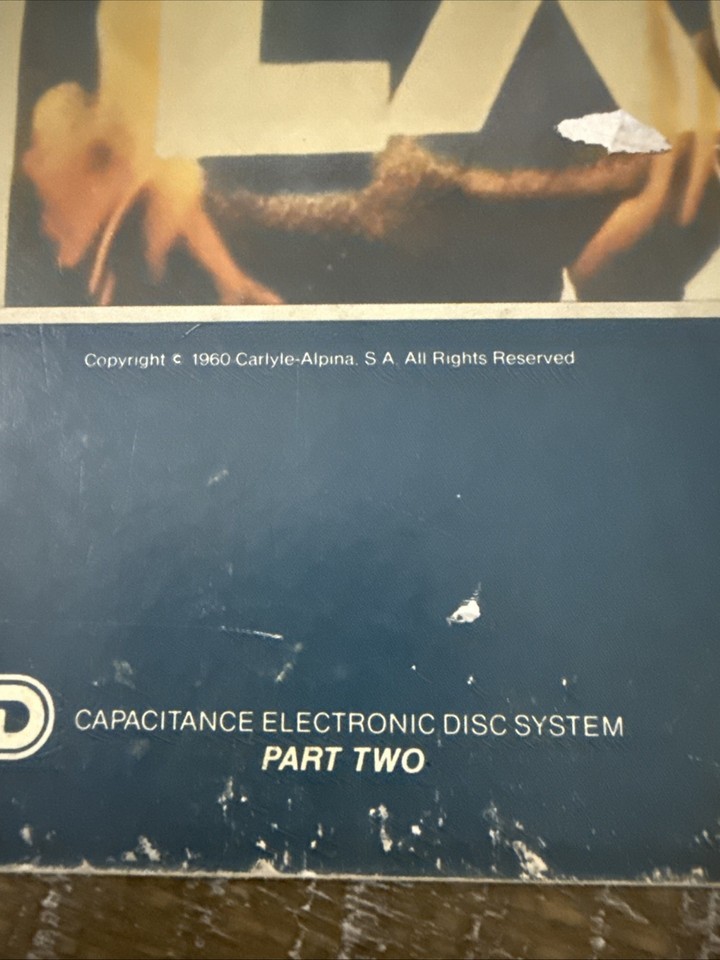 Copyright © 1960 Carlyle-Alpina, S A. All Rights Reserved
D CAPACITANCE ELECTRONIC DISC SYSTEM
PART TWO